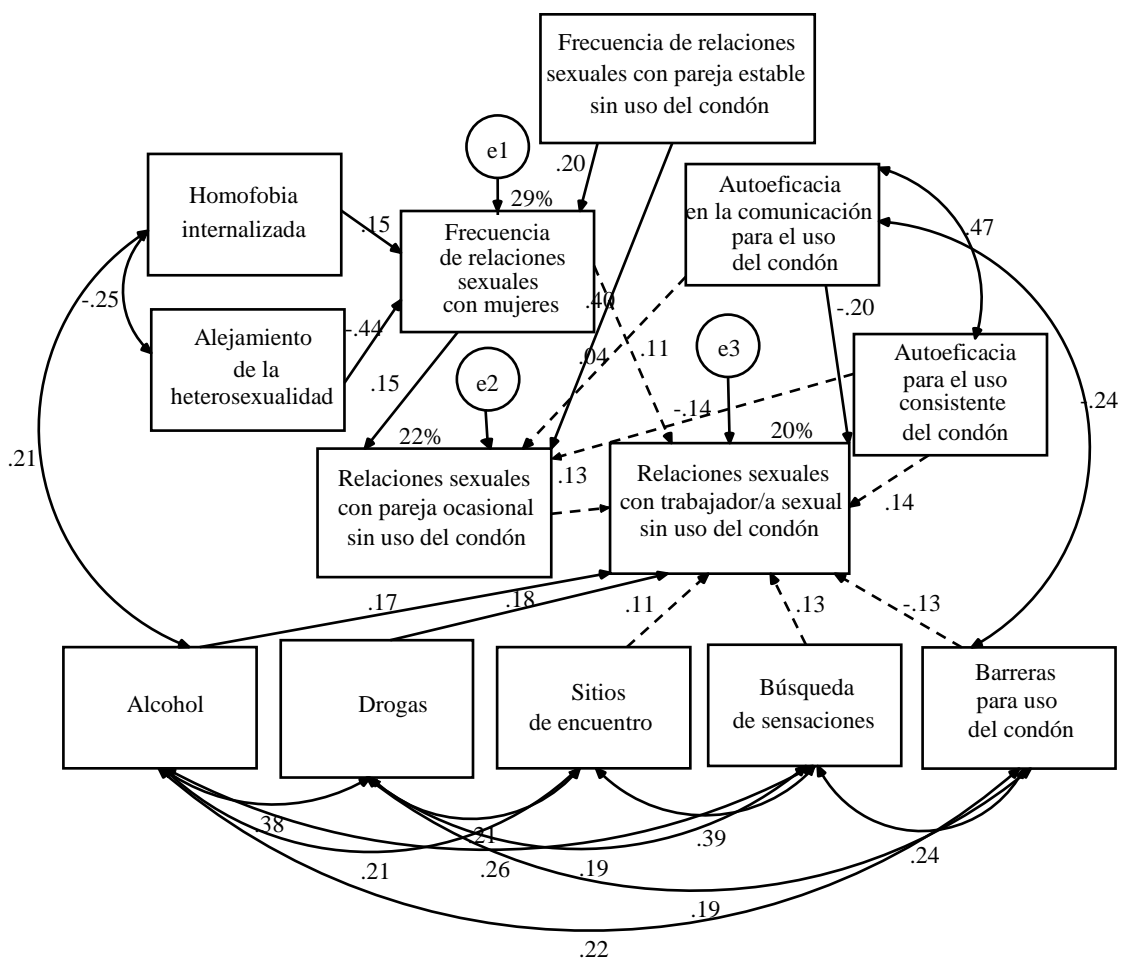 Frecuencia de relaciones
sexuales con pareja estable
sin uso del condón
e1
.20
29%
Homofobia
internalizada
.15
Frecuencia
de relaciones
sexuales
con mujeres
Autoeficacia
en la comunicación
para el uso
del condón
.47
-.25
Alejamiento
de la
heterosexualidad
-.44
.40
-.20
.04
.11
e3
Autoeficacia
para el uso
consistente
del condón
.15
e2
-.14
-.24
22%
20%
.21
Relaciones sexuales
con pareja ocasional
sin uso del condón
.13
Relaciones sexuales
con trabajador/a sexual
sin uso del condón
.14
.17
.18
.11
.13
-.13
Alcohol
Drogas
Sitios
de encuentro
Búsqueda
de sensaciones
Barreras
para uso
del condón
.38
.21
.39
.21
.26
.19
.24
.19
.22